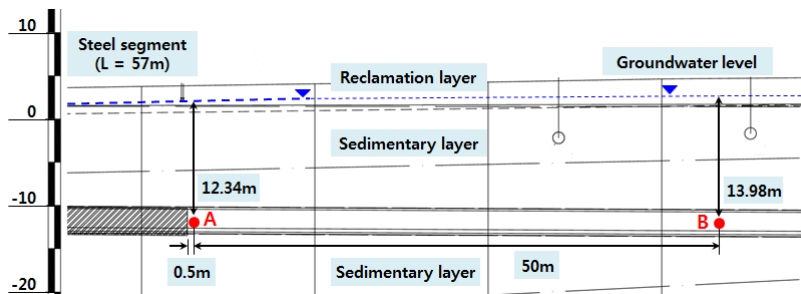 10
Steel segment
(L = 57m)
Groundwater level
Reclamation layer
0
Sedimentary layer
12.34m
13.98m
-10
A
B
0.5m
Sedimentary layer
50m
-20